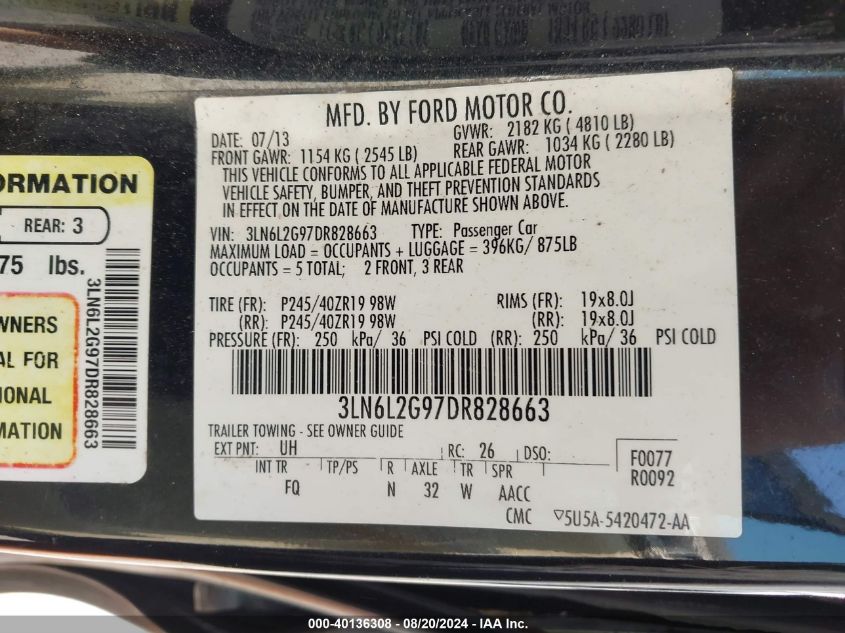 MFD. BY FORD MOTOR CO.
DATE: 07/13
GVWR: 2182 KG ( 4810 LB)
FRONT GAWR: 1154 KG ( 2545 LB)
REAR GAWR: 1034 KG ( 2280 LB)
THIS VEHICLE CONFORMS TO ALL APPLICABLE FEDERAL MOTOR
VEHICLE SAFETY, BUMPER, AND THEFT PREVENTION STANDARDS
IN EFFECT ON THE DATE OF MANUFACTURE SHOWN ABOVE.
VIN: 3LN6L2G97DR828663 TYPE: Passenger Car
MAXIMUM LOAD = OCCUPANTS + LUGGAGE = 396KG/ 875LB
OCCUPANTS = 5 TOTAL; 2 FRONT, 3 REAR
TIRE (FR): P245/40ZR19 98W RIMS (FR): 19x8.0J
(RR): P245/40ZR19 98W (RR): 19x8.0J
PRESSURE (FR): 250 kPa/ 36 PSI COLD (RR): 250 kPa/ 36 PSI COLD
3LN6L2G97DR828663
TRAILER TOWING - SEE OWNER GUIDE
EXT PNT: UH RC: 26 DSO:
INT TR TP/PS R AXLE TR SPR
FQ N 32 W AACC
F0077
R0092
CMC ▽5U5A-5420472-AA
ORMATION
REAR: 3
75 lbs.
WNERS
AL FOR
IONAL
MATION
3LN6L2G97DR828663
000-40136308 - 08/20/2024 - IAA Inc.